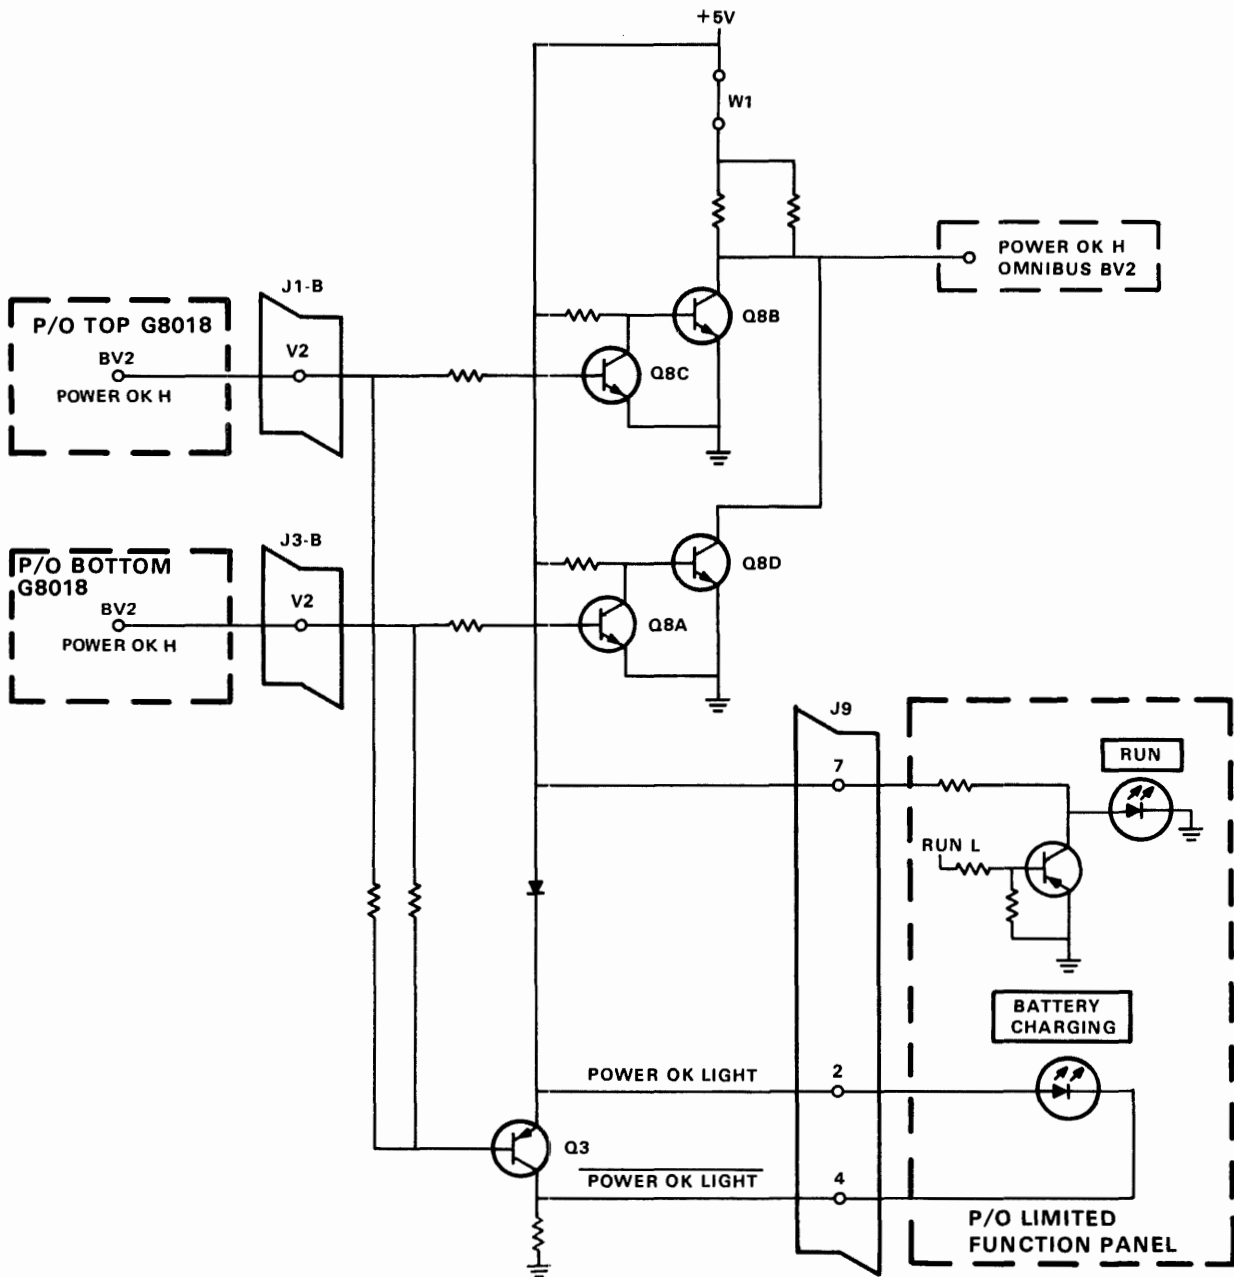 +5V
W1
POWER OK H
OMNIBUS BV2
J1-B
P/O TOP G8018
BV2
V2
POWER OK H
Q8B
Q8C
J3-B
P/O BOTTOM
G8018
BV2
V2
POWER OK H
Q8D
Q8A
J9
7
RUN
RUN L
BATTERY
CHARGING
POWER OK LIGHT
2
Q3
POWER OK LIGHT
4
P/O LIMITED
FUNCTION PANEL